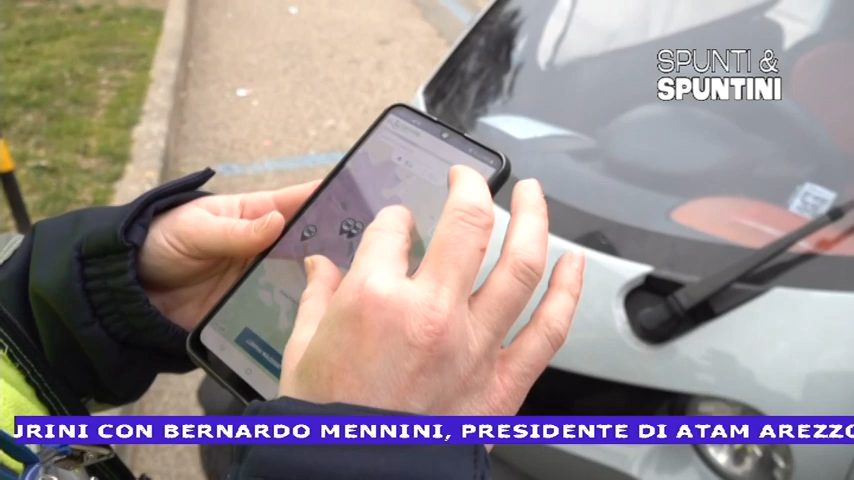 SPUNTI &
SPUNTINI
URINI CON BERNARDO MENNINI, PRESIDENTE DI ATAM AREZZO